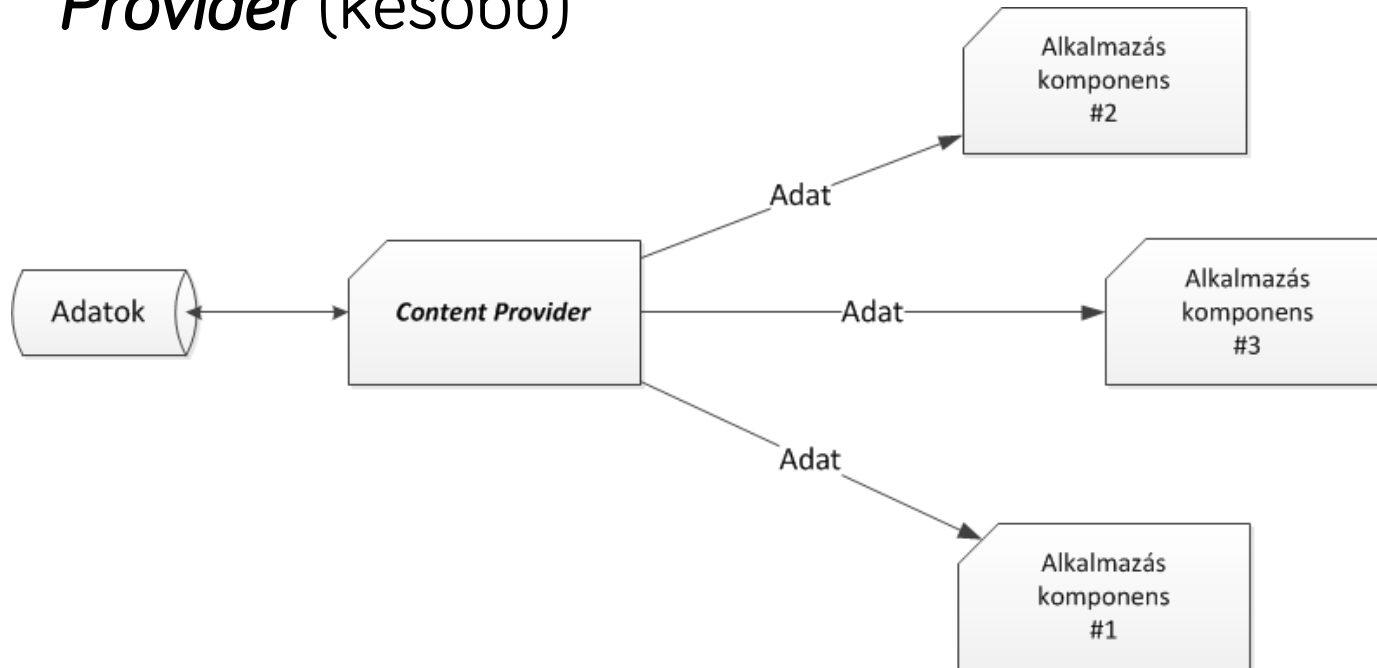 Provider (később)
Alkalmazás
komponens
#2
Adat
Adatok
Content Provider
Adat
Alkalmazás
komponens
#3
Adat
Alkalmazás
komponens
#1